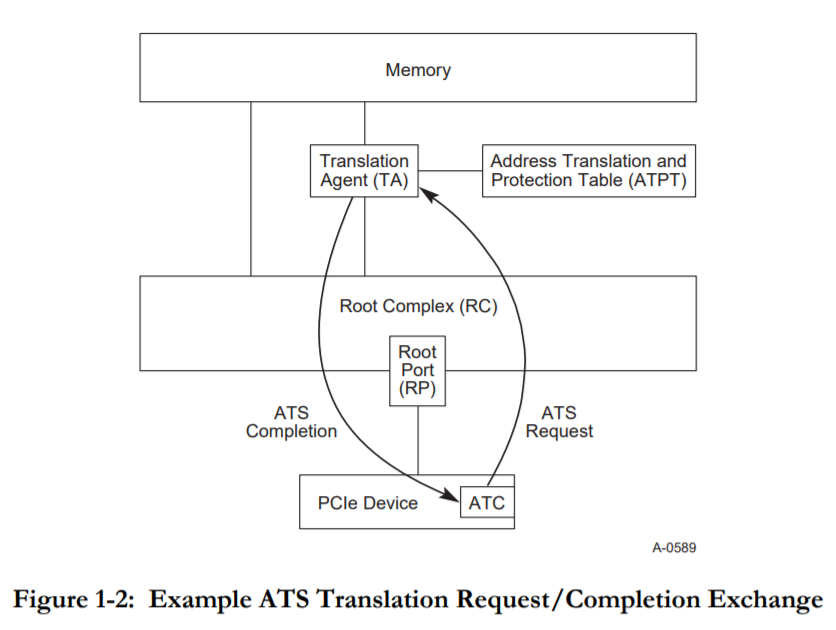 Memory
Translation
Agent (TA)
Address Translation and
Protection Table (ATPT)
Root Complex (RC)
Root
Port
(RP)
ATS
Completion
ATS
Request
PCIe Device
ATC
A-0589
Figure 1-2: Example ATS Translation Request/Completion Exchange